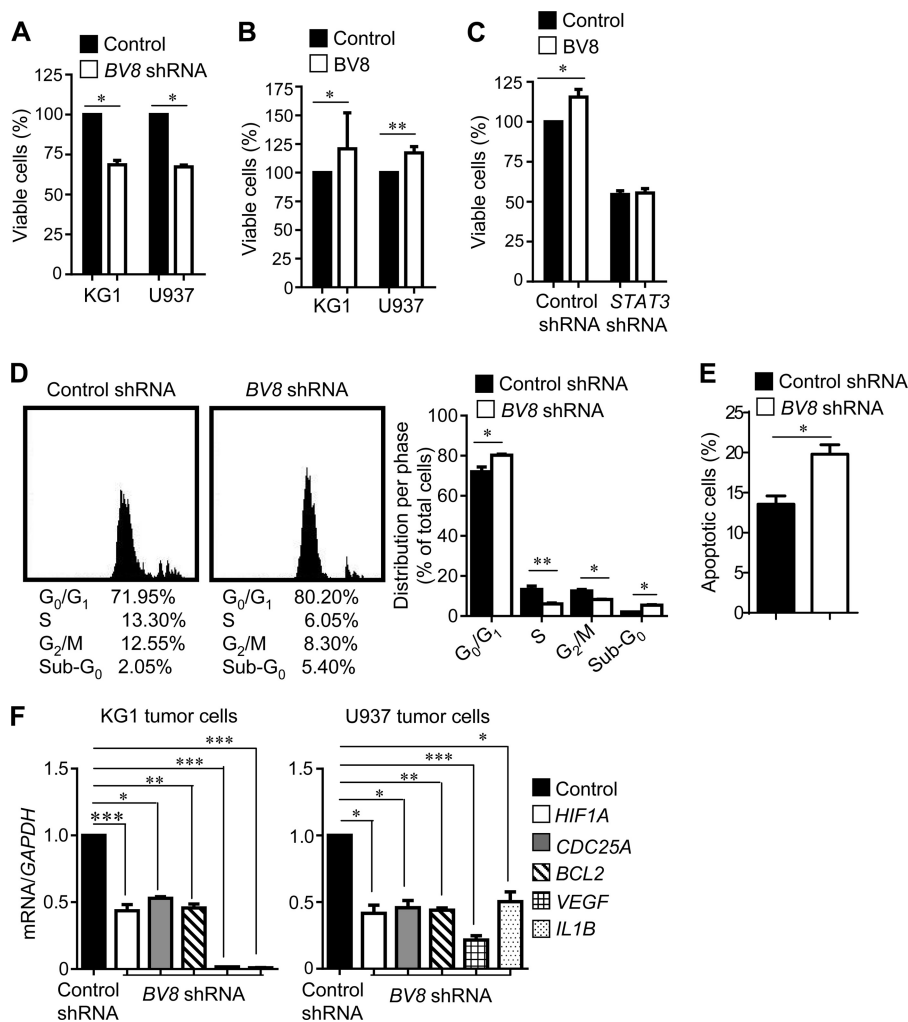 A
Control
BV8 shRNA
Viable cells (%)
125
100
75
50
25
0
*
*
KG1
U937
B
Control
BV8
Viable cells (%)
175
150
125
100
75
50
25
0
*
**
KG1
U937
C
Control
BV8
Viable cells (%)
125
100
75
50
25
0
*
Control
shRNA
STAT3
shRNA
D
Control shRNA
BV8 shRNA
G0/G1 71.95%
S 13.30%
G2/M 12.55%
Sub-G0 2.05%
G0/G1 80.20%
S 6.05%
G2/M 8.30%
Sub-G0 5.40%
Control shRNA
BV8 shRNA
Distribution per phase
(% of total cells)
100
80
60
40
20
0
*
**
*
*
G0/G1
S
G2/M
Sub-G0
E
Control shRNA
BV8 shRNA
Apoptotic cells (%)
25
20
15
10
5
0
*
F
KG1 tumor cells
mRNA/GAPDH
1.5
1.0
0.5
0
***
***
**
*
***
Control
shRNA
BV8 shRNA
U937 tumor cells
1.5
1.0
0.5
0
*
***
**
*
*
Control
shRNA
BV8 shRNA
Control
HIF1A
CDC25A
BCL2
VEGF
IL1B